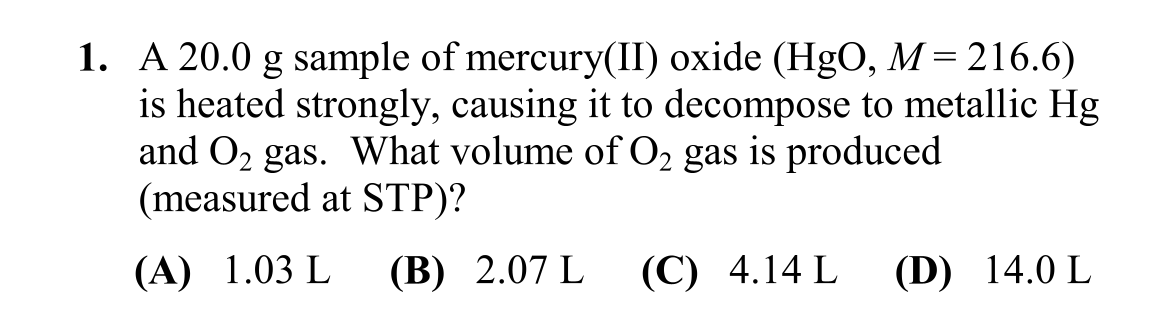 1. A 20.0 g sample of mercury(II) oxide (HgO, M = 216.6)
is heated strongly, causing it to decompose to metallic Hg
and O₂ gas. What volume of O₂ gas is produced
(measured at STP)?
(A) 1.03 L (B) 2.07 L (C) 4.14 L (D) 14.0 L